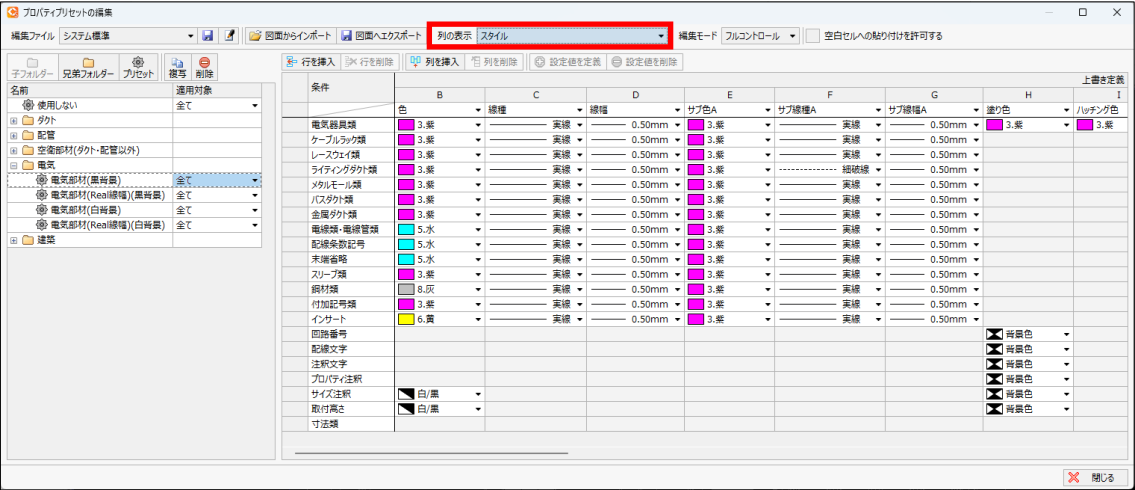 プロパティプリセットの編集
編集ファイル システム標準 図面からインポート 図面へエクスポート 列の表示 スタイル 編集モード フルコントロール 空白セルへの貼り付けを許可する
子フォルダー 兄弟フォルダー プリセット 複写 削除
行を挿入 行を削除 列を挿入 列を削除 設定値を定義 設定値を削除
名前 適用対象
使用しない 全て
ダクト
配管
空衛部材(ダクト・配管以外)
電気
電気部材(黒背景) 全て
電気部材(Real線幅)(黒背景) 全て
電気部材(白背景) 全て
電気部材(Real線幅)(白背景) 全て
建築
条件 上書き定義
B C D E F G H I
色 線種 線幅 サブ色A サブ線種A サブ線幅A 塗り色 ハッチング色
電気器具類 3.紫 実線 0.50mm 3.紫 実線 0.50mm 3.紫 3.紫
ケーブルラック類 3.紫 実線 0.50mm 3.紫 実線 0.50mm
レースウェイ類 3.紫 実線 0.50mm 3.紫 実線 0.50mm
ライティングダクト類 3.紫 実線 0.50mm 3.紫 細破線 0.50mm
メタルモール類 3.紫 実線 0.50mm 3.紫 実線 0.50mm
バスダクト類 3.紫 実線 0.50mm 3.紫 実線 0.50mm
金属ダクト類 3.紫 実線 0.50mm 3.紫 実線 0.50mm
電線類・電線管類 5.水 実線 0.50mm 3.紫 実線 0.50mm
配線条数記号 5.水 実線 0.50mm 3.紫 実線 0.50mm
末端省略 5.水 実線 0.50mm 3.紫 実線 0.50mm
スリーブ類 3.紫 実線 0.50mm 3.紫 実線 0.50mm
鋼材類 8.灰 実線 0.50mm 3.紫 実線 0.50mm
付加記号類 3.紫 実線 0.50mm 3.紫 実線 0.50mm
インサート 6.黄 実線 0.50mm 3.紫 実線 0.50mm
回路番号 背景色
配線文字 背景色
注釈文字 背景色
プロパティ注釈 背景色
サイズ注釈 白/黒 背景色
取付高さ 白/黒 背景色
寸法類
閉じる